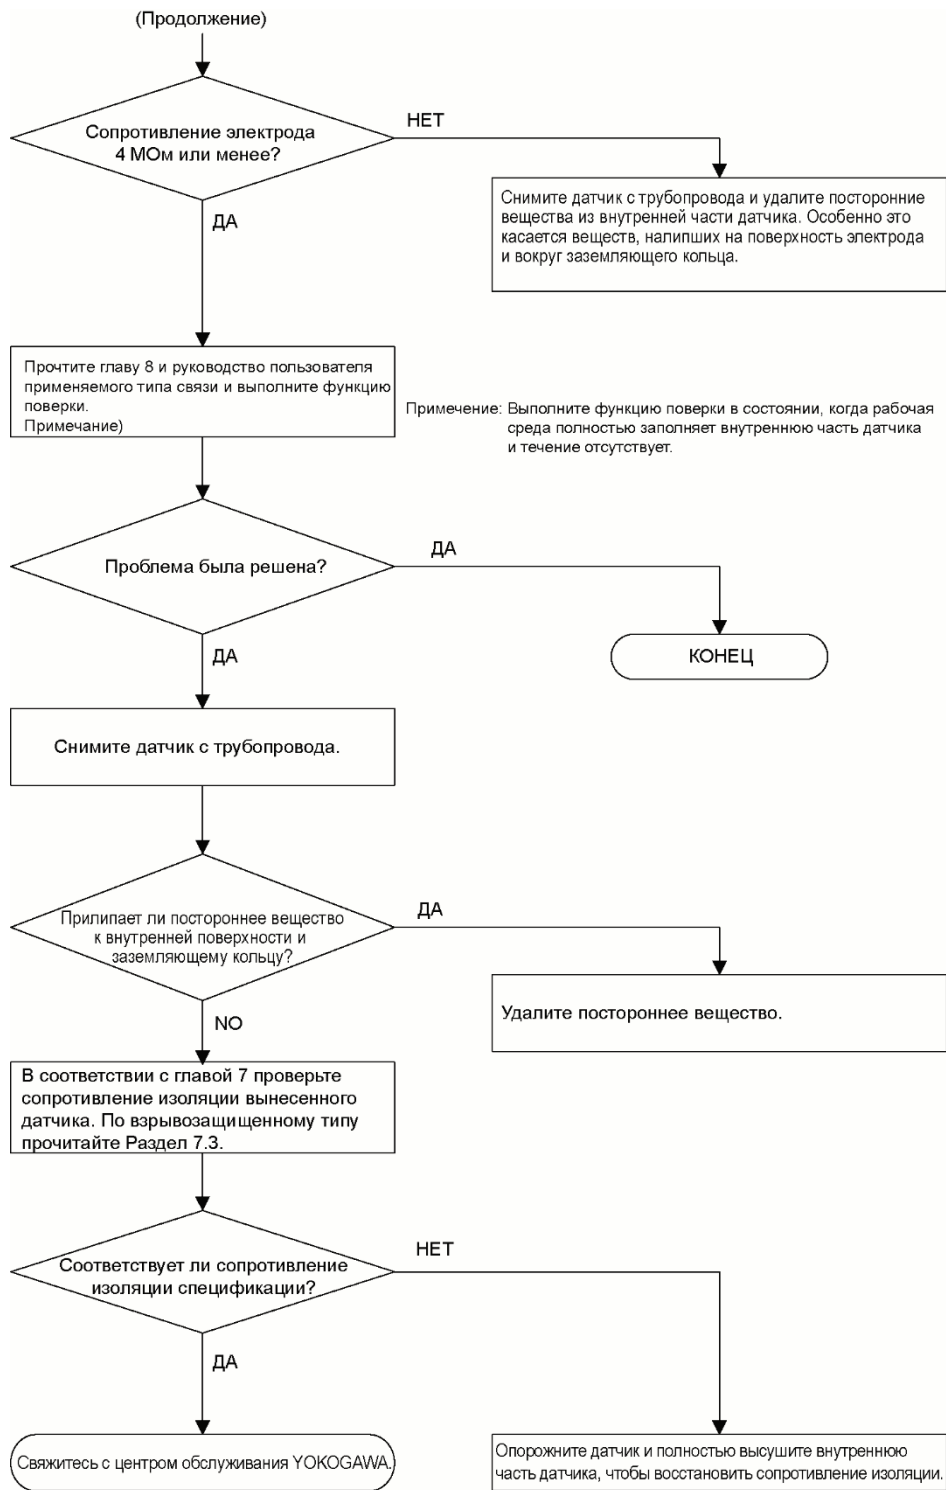 (Продолжение)
Сопротивление электрода
4 МОм или менее?
НЕТ
Снимите датчик с трубопровода и удалите посторонние
вещества из внутренней части датчика. Особенно это
касается веществ, налипших на поверхность электрода
и вокруг заземляющего кольца.
ДА
Прочтите главу 8 и руководство пользователя
применяемого типа связи и выполните функцию
поверки.
Примечание)
Примечение: Выполните функцию поверки в состоянии, когда рабочая
среда полностью заполняет внутреннюю часть датчика
и течение отсутствует.
Проблема была решена?
ДА
КОНЕЦ
ДА
Снимите датчик с трубопровода.
Прилипает ли постороннее вещество
к внутренней поверхности и
заземляющему кольцу?
ДА
Удалите постороннее вещество.
NO
В соответствии с главой 7 проверьте
сопротивление изоляции вынесенного
датчика. По взрывозащищенному типу
прочитайте Раздел 7.3.
Соответствует ли сопротивление
изоляции спецификации?
НЕТ
ДА
Свяжитесь с центром обслуживания YOKOGAWA.
Опорожните датчик и полностью высушите внутреннюю
часть датчика, чтобы восстановить сопротивление изоляции.